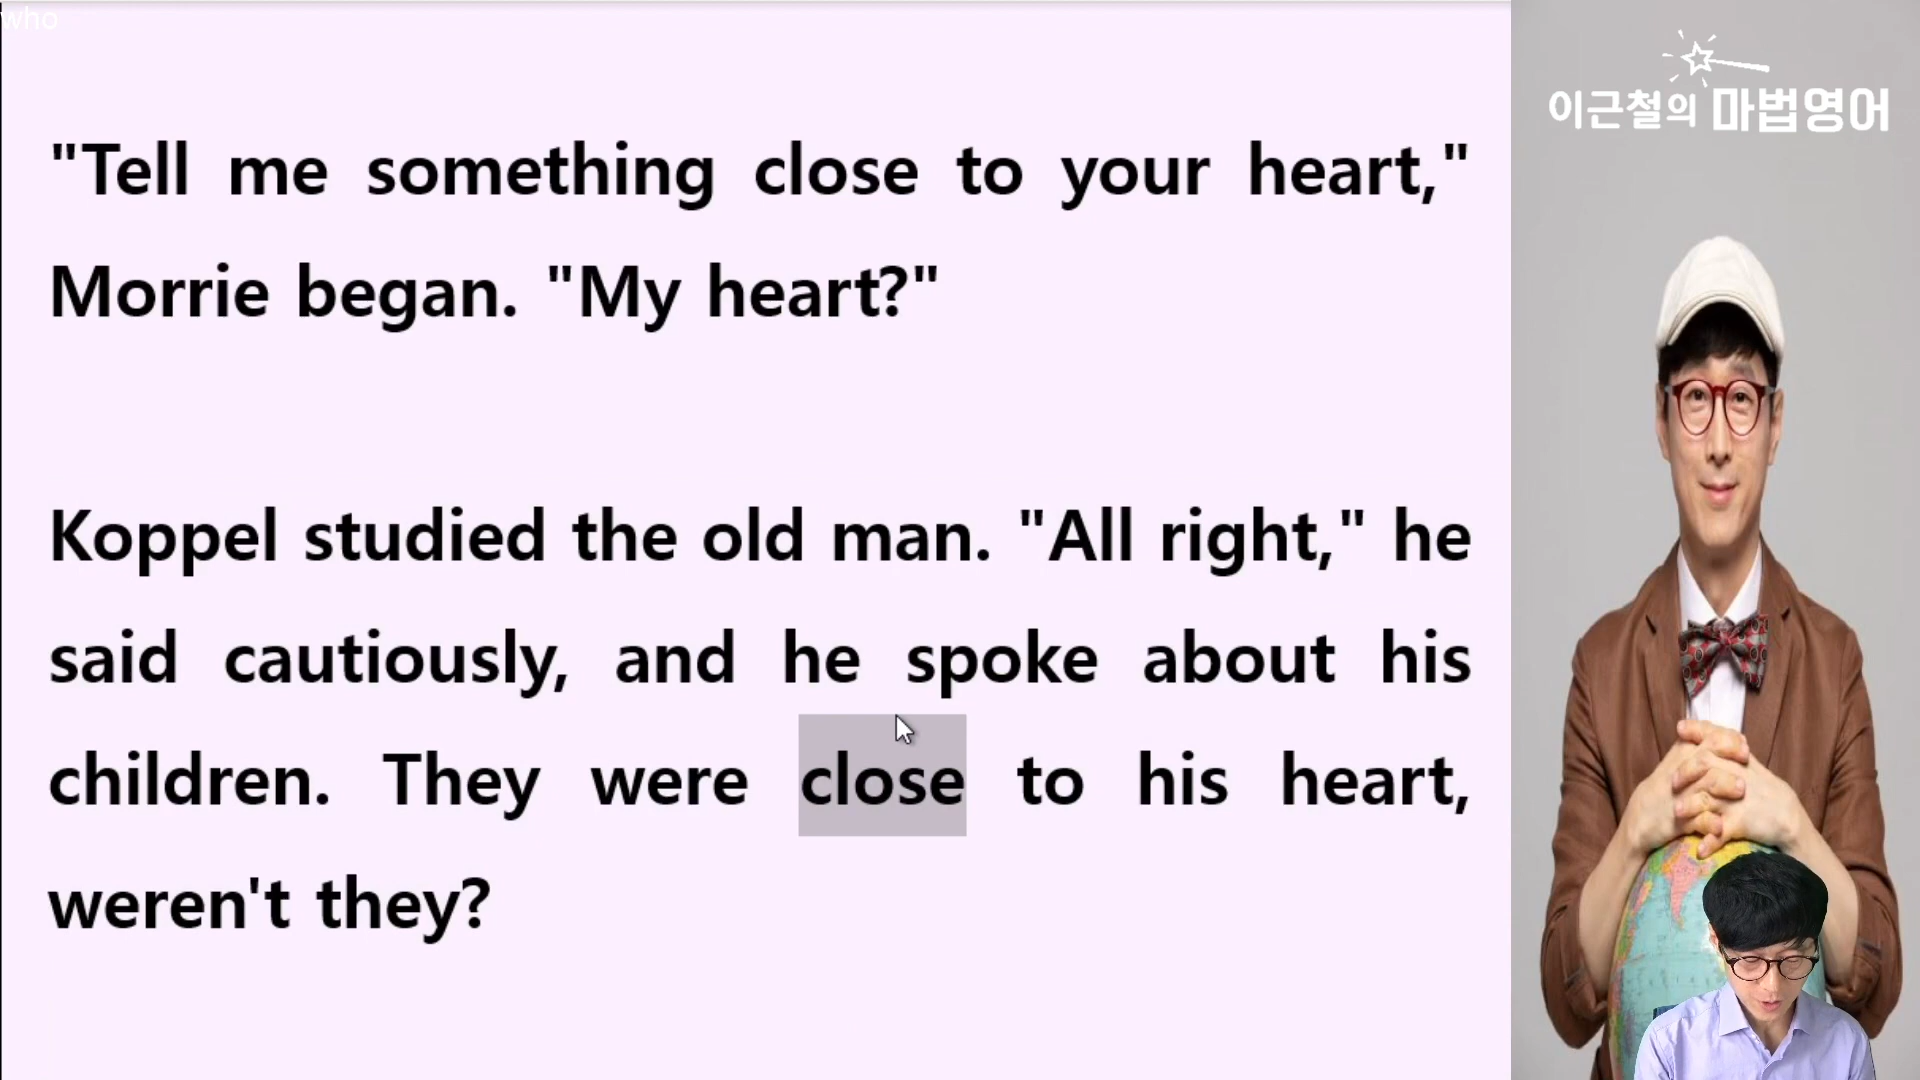 who
"Tell me something close to your heart,"
Morrie began. "My heart?"
Koppel studied the old man. "All right," he
said cautiously, and he spoke about his
children. They were close to his heart,
weren't they?
이근철의 마법영어